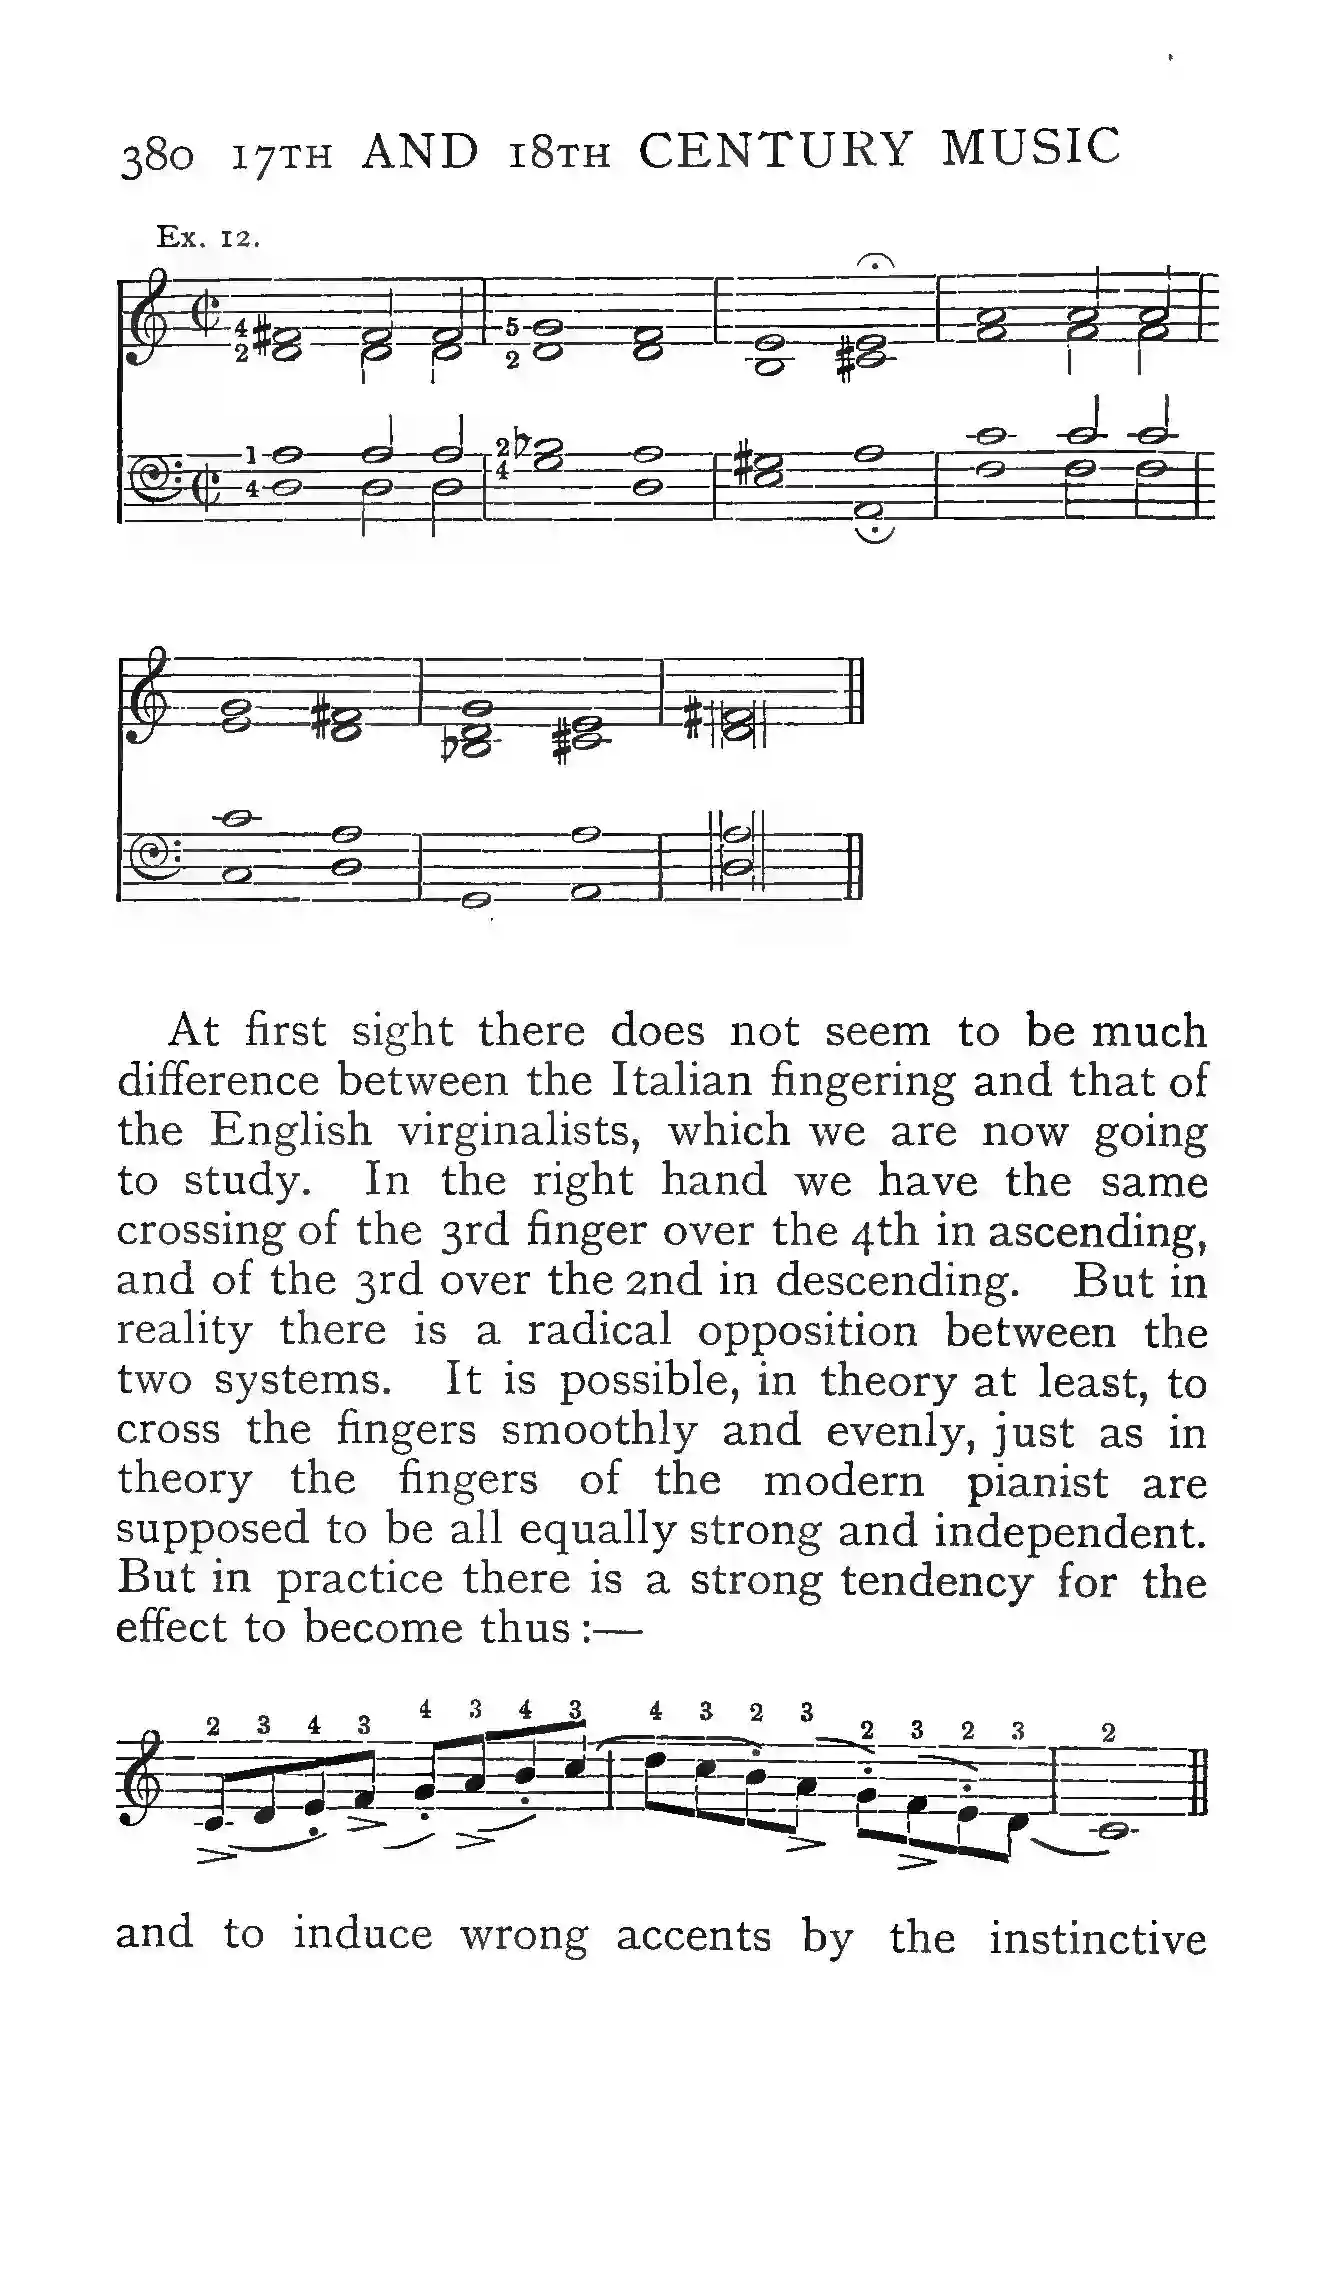 380 17TH AND 18TH CENTURY MUSIC
Ex. 12.
4 5
2 2
1 2
4 4
At first sight there does not seem to be much
difference between the Italian fingering and that of
the English virginalists, which we are now going
to study. In the right hand we have the same
crossing of the 3rd finger over the 4th in ascending,
and of the 3rd over the 2nd in descending. But in
reality there is a radical opposition between the
two systems. It is possible, in theory at least, to
cross the fingers smoothly and evenly, just as in
theory the fingers of the modern pianist are
supposed to be all equally strong and independent.
But in practice there is a strong tendency for the
effect to become thus :—
2 3 4 3 4 3 4 3 4 3 2 3 2 3 2 3 2
and to induce wrong accents by the instinctive